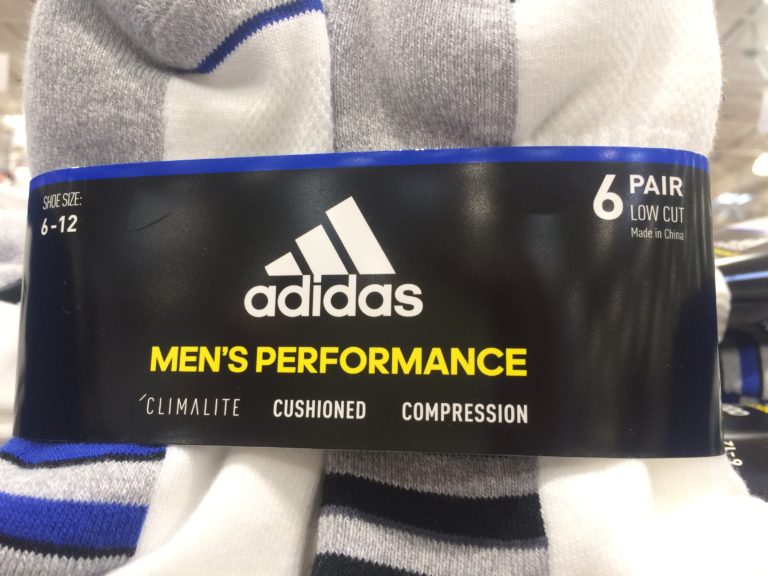 SHOE SIZE:
6-12
6 PAIR
LOW CUT
Made in China
adidas
MEN'S PERFORMANCE
CLIMALITE CUSHIONED COMPRESSION